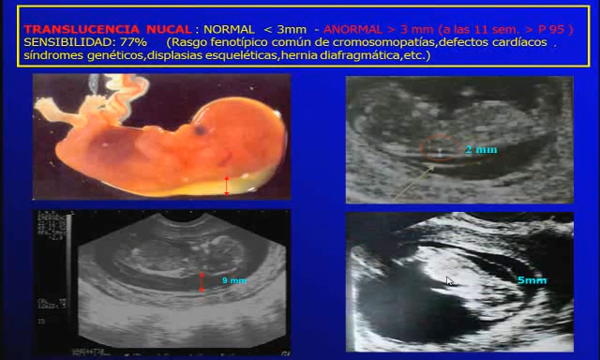 TRANSLUCENCIA NUCAL : NORMAL < 3mm - ANORMAL > 3 mm (a las 11 sem. > P 95 )
SENSIBILIDAD: 77% (Rasgo fenotípico común de cromosomopatías,defectos cardíacos ,
síndromes genéticos,displasias esqueléticas,hernia diafragmática,etc.)
2 mm
9 mm
5mm